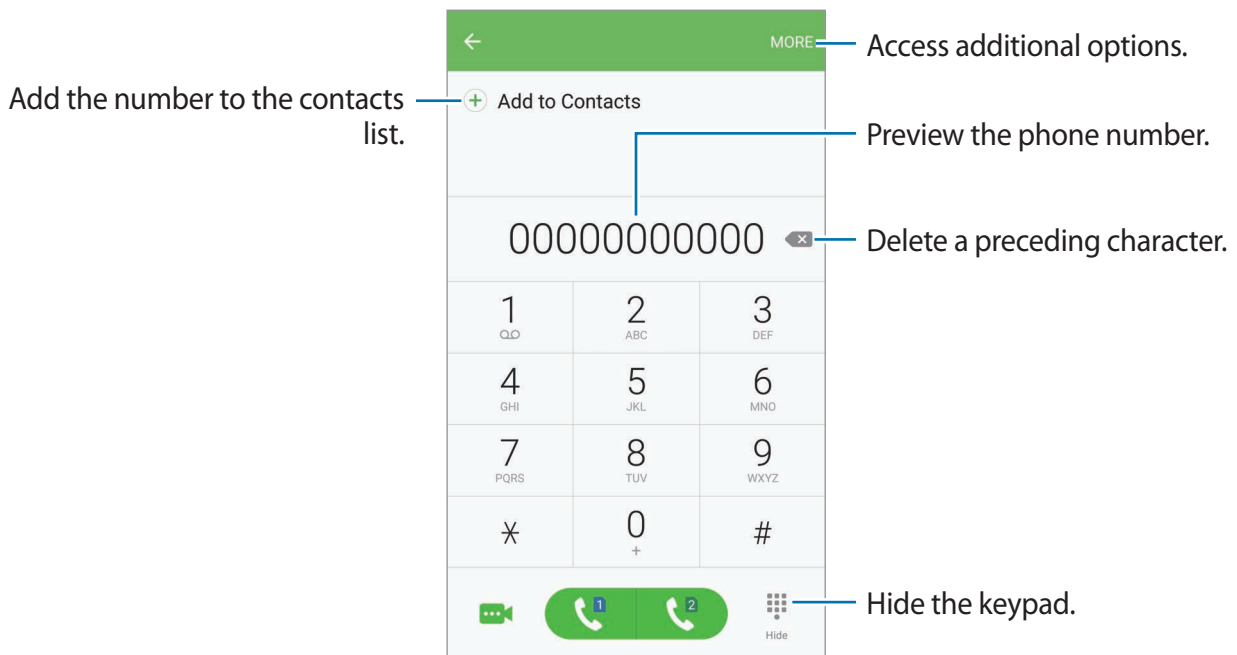 MORE
Access additional options.
Add the number to the contacts
list.
Add to Contacts
Preview the phone number.
00000000000
Delete a preceding character.
1 2 3
ABC DEF
4 5 6
GHI JKL MNO
7 8 9
PQRS TUV WXYZ
* 0 #
+
1 2
Hide the keypad.
Hide